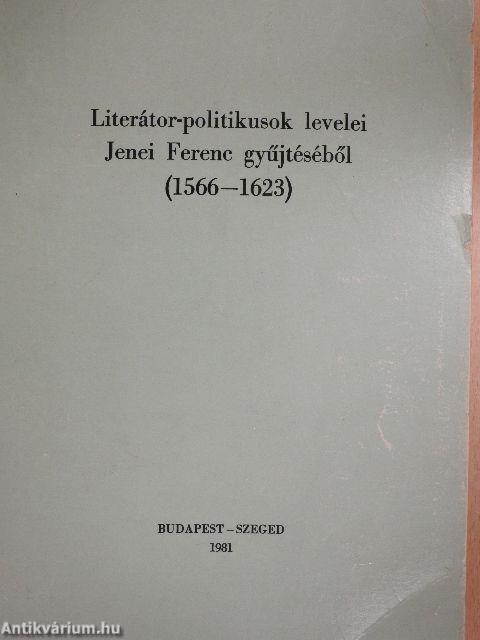 Literátor-politikusok levelei
Jenei Ferenc gyűjtéséből
(1566—1623)
BUDAPEST–SZEGED
1981
Antikvárium.hu